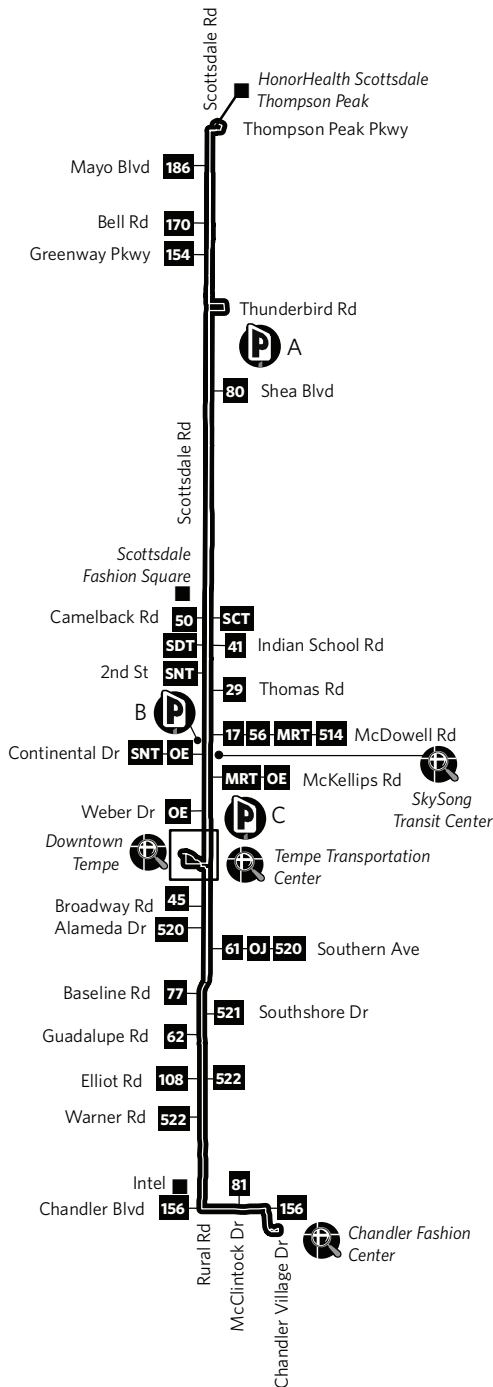 Scottsdale Rd
HonorHealth Scottsdale
Thompson Peak
Thompson Peak Pkwy
Mayo Blvd 186
Bell Rd 170
Greenway Pkwy 154
Thunderbird Rd
P A
80 Shea Blvd
Scottsdale Rd
Scottsdale
Fashion Square
Camelback Rd 50 SCT
SDT 41 Indian School Rd
2nd St SNT
29 Thomas Rd
B P
17 56 MRT 514 McDowell Rd
Continental Dr SNT OE
MRT OE McKellips Rd
SkySong
Transit Center
Weber Dr OE
P C
Downtown
Tempe
Tempe Transportation
Center
Broadway Rd 45
Alameda Dr 520
61 OJ 520 Southern Ave
Baseline Rd 77
521 Southshore Dr
Guadalupe Rd 62
Elliot Rd 108 522
Warner Rd 522
Intel
81
Chandler Blvd 156 156
Rural Rd
McClintock Dr
Chandler Village Dr
Chandler Fashion
Center